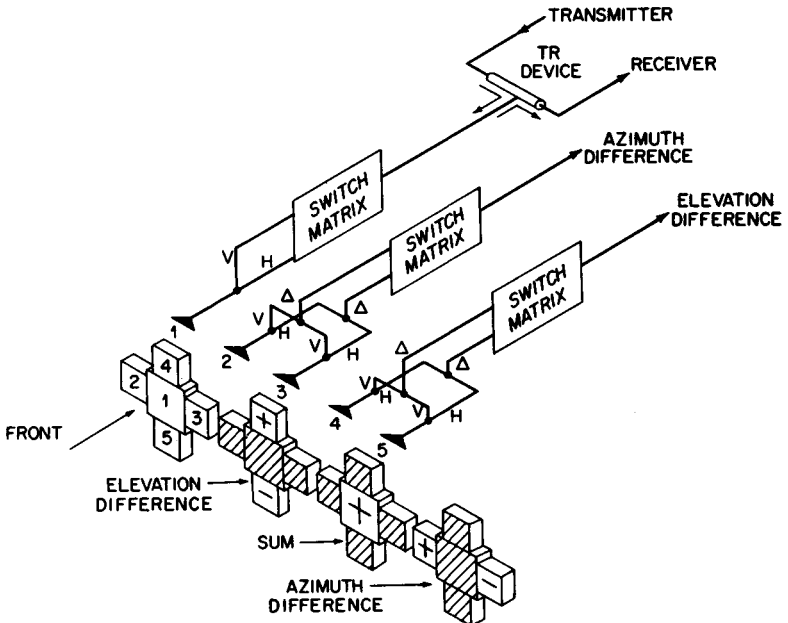 TRANSMITTER
TR
DEVICE
RECEIVER
AZIMUTH
DIFFERENCE
ELEVATION
DIFFERENCE
SWITCH
MATRIX
V
H
1
SWITCH
MATRIX
Δ
Δ
V
H
V
H
2
3
SWITCH
MATRIX
Δ
Δ
V
H
V
H
4
5
4
2
1
3
5
FRONT
+
−
ELEVATION
DIFFERENCE
+
SUM
+
−
AZIMUTH
DIFFERENCE